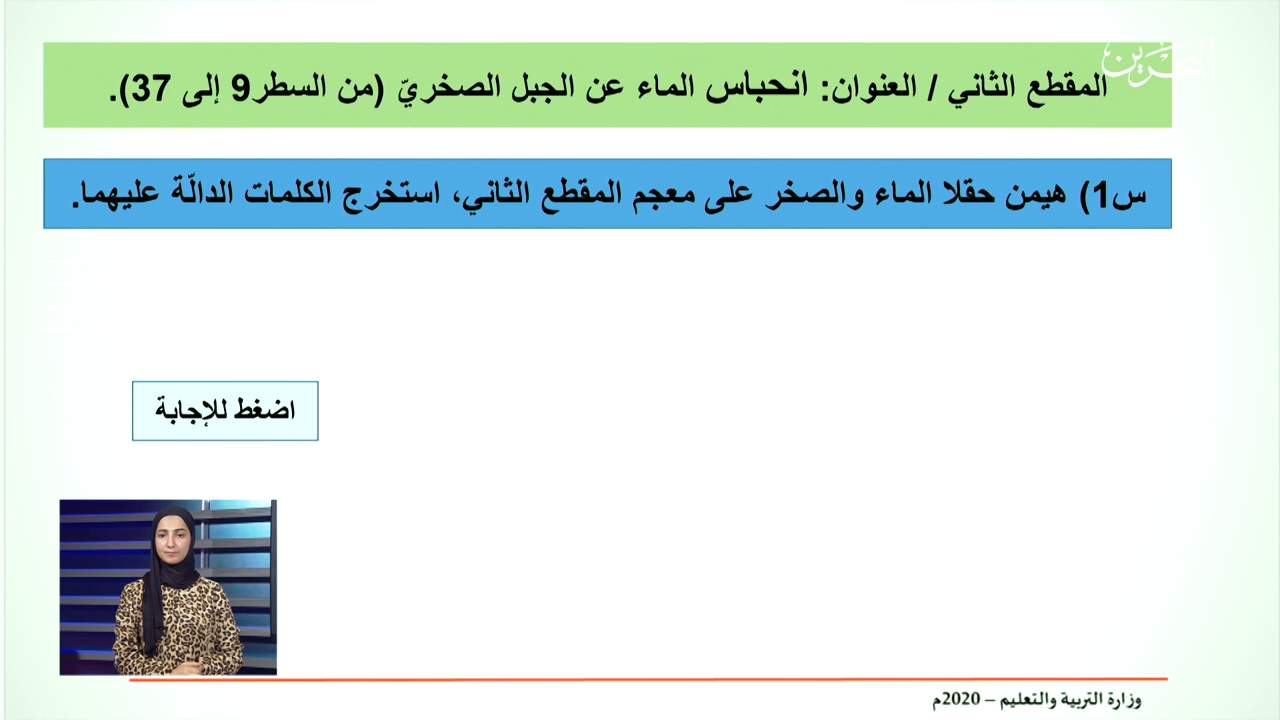 البحرين
المقطع الثاني / العنوان: انحباس الماء عن الجبل الصخريّ (من السطر9 إلى 37).
س1) هيمن حقلا الماء والصخر على معجم المقطع الثاني، استخرج الكلمات الدالّة عليهما.
اضغط للإجابة
وزارة التربية والتعليم – 2020م